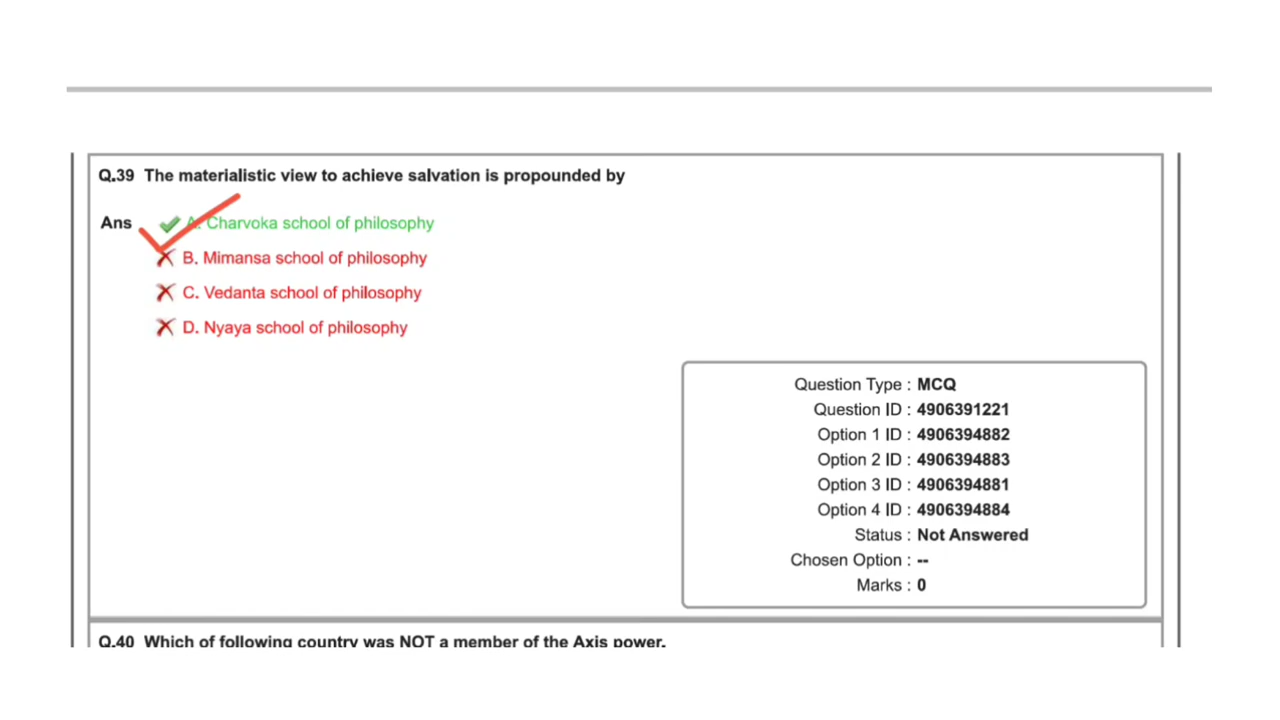 Q.39 The materialistic view to achieve salvation is propounded by
Ans A. Charvoka school of philosophy
B. Mimansa school of philosophy
C. Vedanta school of philosophy
D. Nyaya school of philosophy
Question Type : MCQ
Question ID : 4906391221
Option 1 ID : 4906394882
Option 2 ID : 4906394883
Option 3 ID : 4906394881
Option 4 ID : 4906394884
Status : Not Answered
Chosen Option : --
Marks : 0
Q.40 Which of following country was NOT a member of the Axis power.